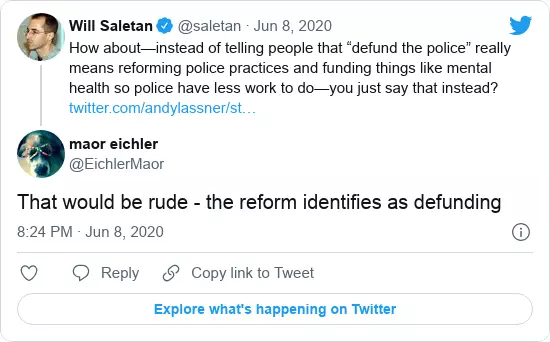 Will Saletan @saletan · Jun 8, 2020
How about—instead of telling people that “defund the police” really
means reforming police practices and funding things like mental
health so police have less work to do—you just say that instead?
twitter.com/andylassner/st…
maor eichler
@EichlerMaor
That would be rude - the reform identifies as defunding
8:24 PM · Jun 8, 2020
Reply Copy link to Tweet
Explore what's happening on Twitter